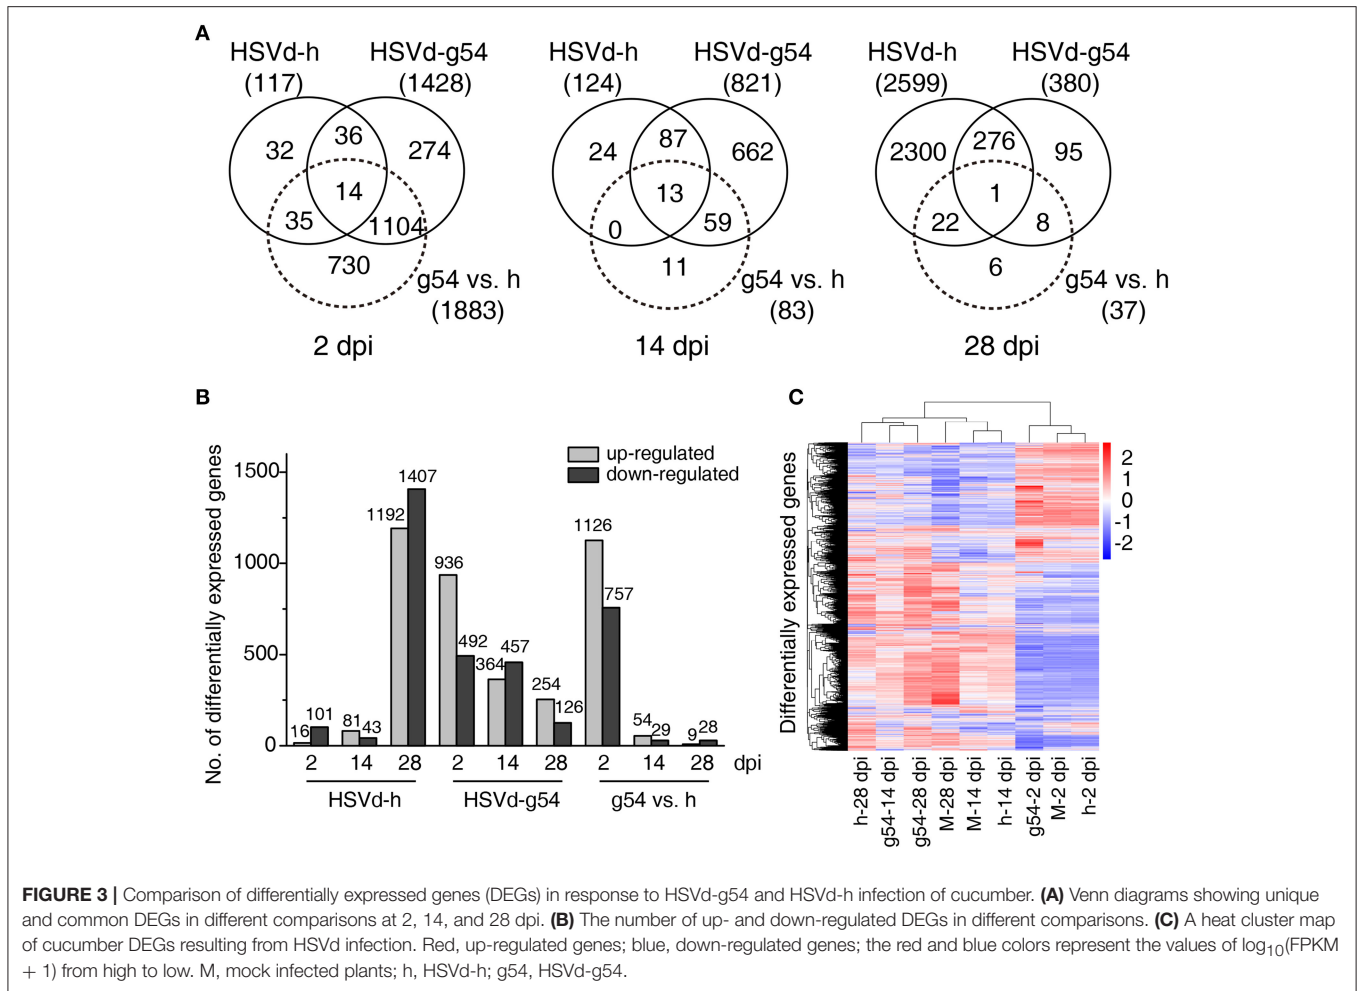 A
HSVd-h
(117)
HSVd-g54
(1428)
32
36
274
14
35
1104
730
g54 vs. h
(1883)
2 dpi
HSVd-h
(124)
HSVd-g54
(821)
24
87
662
13
0
59
11
g54 vs. h
(83)
14 dpi
HSVd-h
(2599)
HSVd-g54
(380)
2300
276
95
1
22
8
6
g54 vs. h
(37)
28 dpi
B
No. of differentially expressed genes
1500
1000
500
0
up-regulated
down-regulated
16
101
81
43
1192
1407
936
492
364
457
254
126
1126
757
54
29
9
28
2 14 28 2 14 28 2 14 28 dpi
HSVd-h HSVd-g54 g54 vs. h
C
Differentially expressed genes
2
1
0
-1
-2
h-28 dpi
g54-14 dpi
g54-28 dpi
M-28 dpi
M-14 dpi
h-14 dpi
g54-2 dpi
M-2 dpi
h-2 dpi
FIGURE 3 | Comparison of differentially expressed genes (DEGs) in response to HSVd-g54 and HSVd-h infection of cucumber. (A) Venn diagrams showing unique
and common DEGs in different comparisons at 2, 14, and 28 dpi. (B) The number of up- and down-regulated DEGs in different comparisons. (C) A heat cluster map
of cucumber DEGs resulting from HSVd infection. Red, up-regulated genes; blue, down-regulated genes; the red and blue colors represent the values of log10(FPKM
+ 1) from high to low. M, mock infected plants; h, HSVd-h; g54, HSVd-g54.